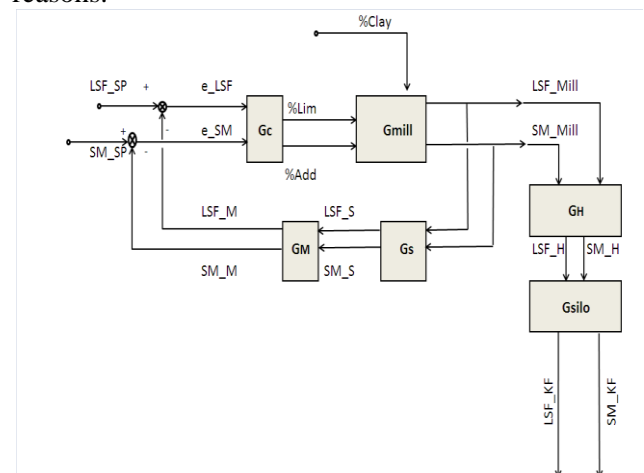 reasons.
%Clay
LSF_SP + e_LSF
LSF_Mill
%Lim
Gc
Gmill
- + e_SM
SM_Mill
SM_SP -
%Add
LSF_M LSF_S
GH
GM Gs
LSF_H SM_H
SM_M SM_S
Gsilo
LSF_KF
SM_KF